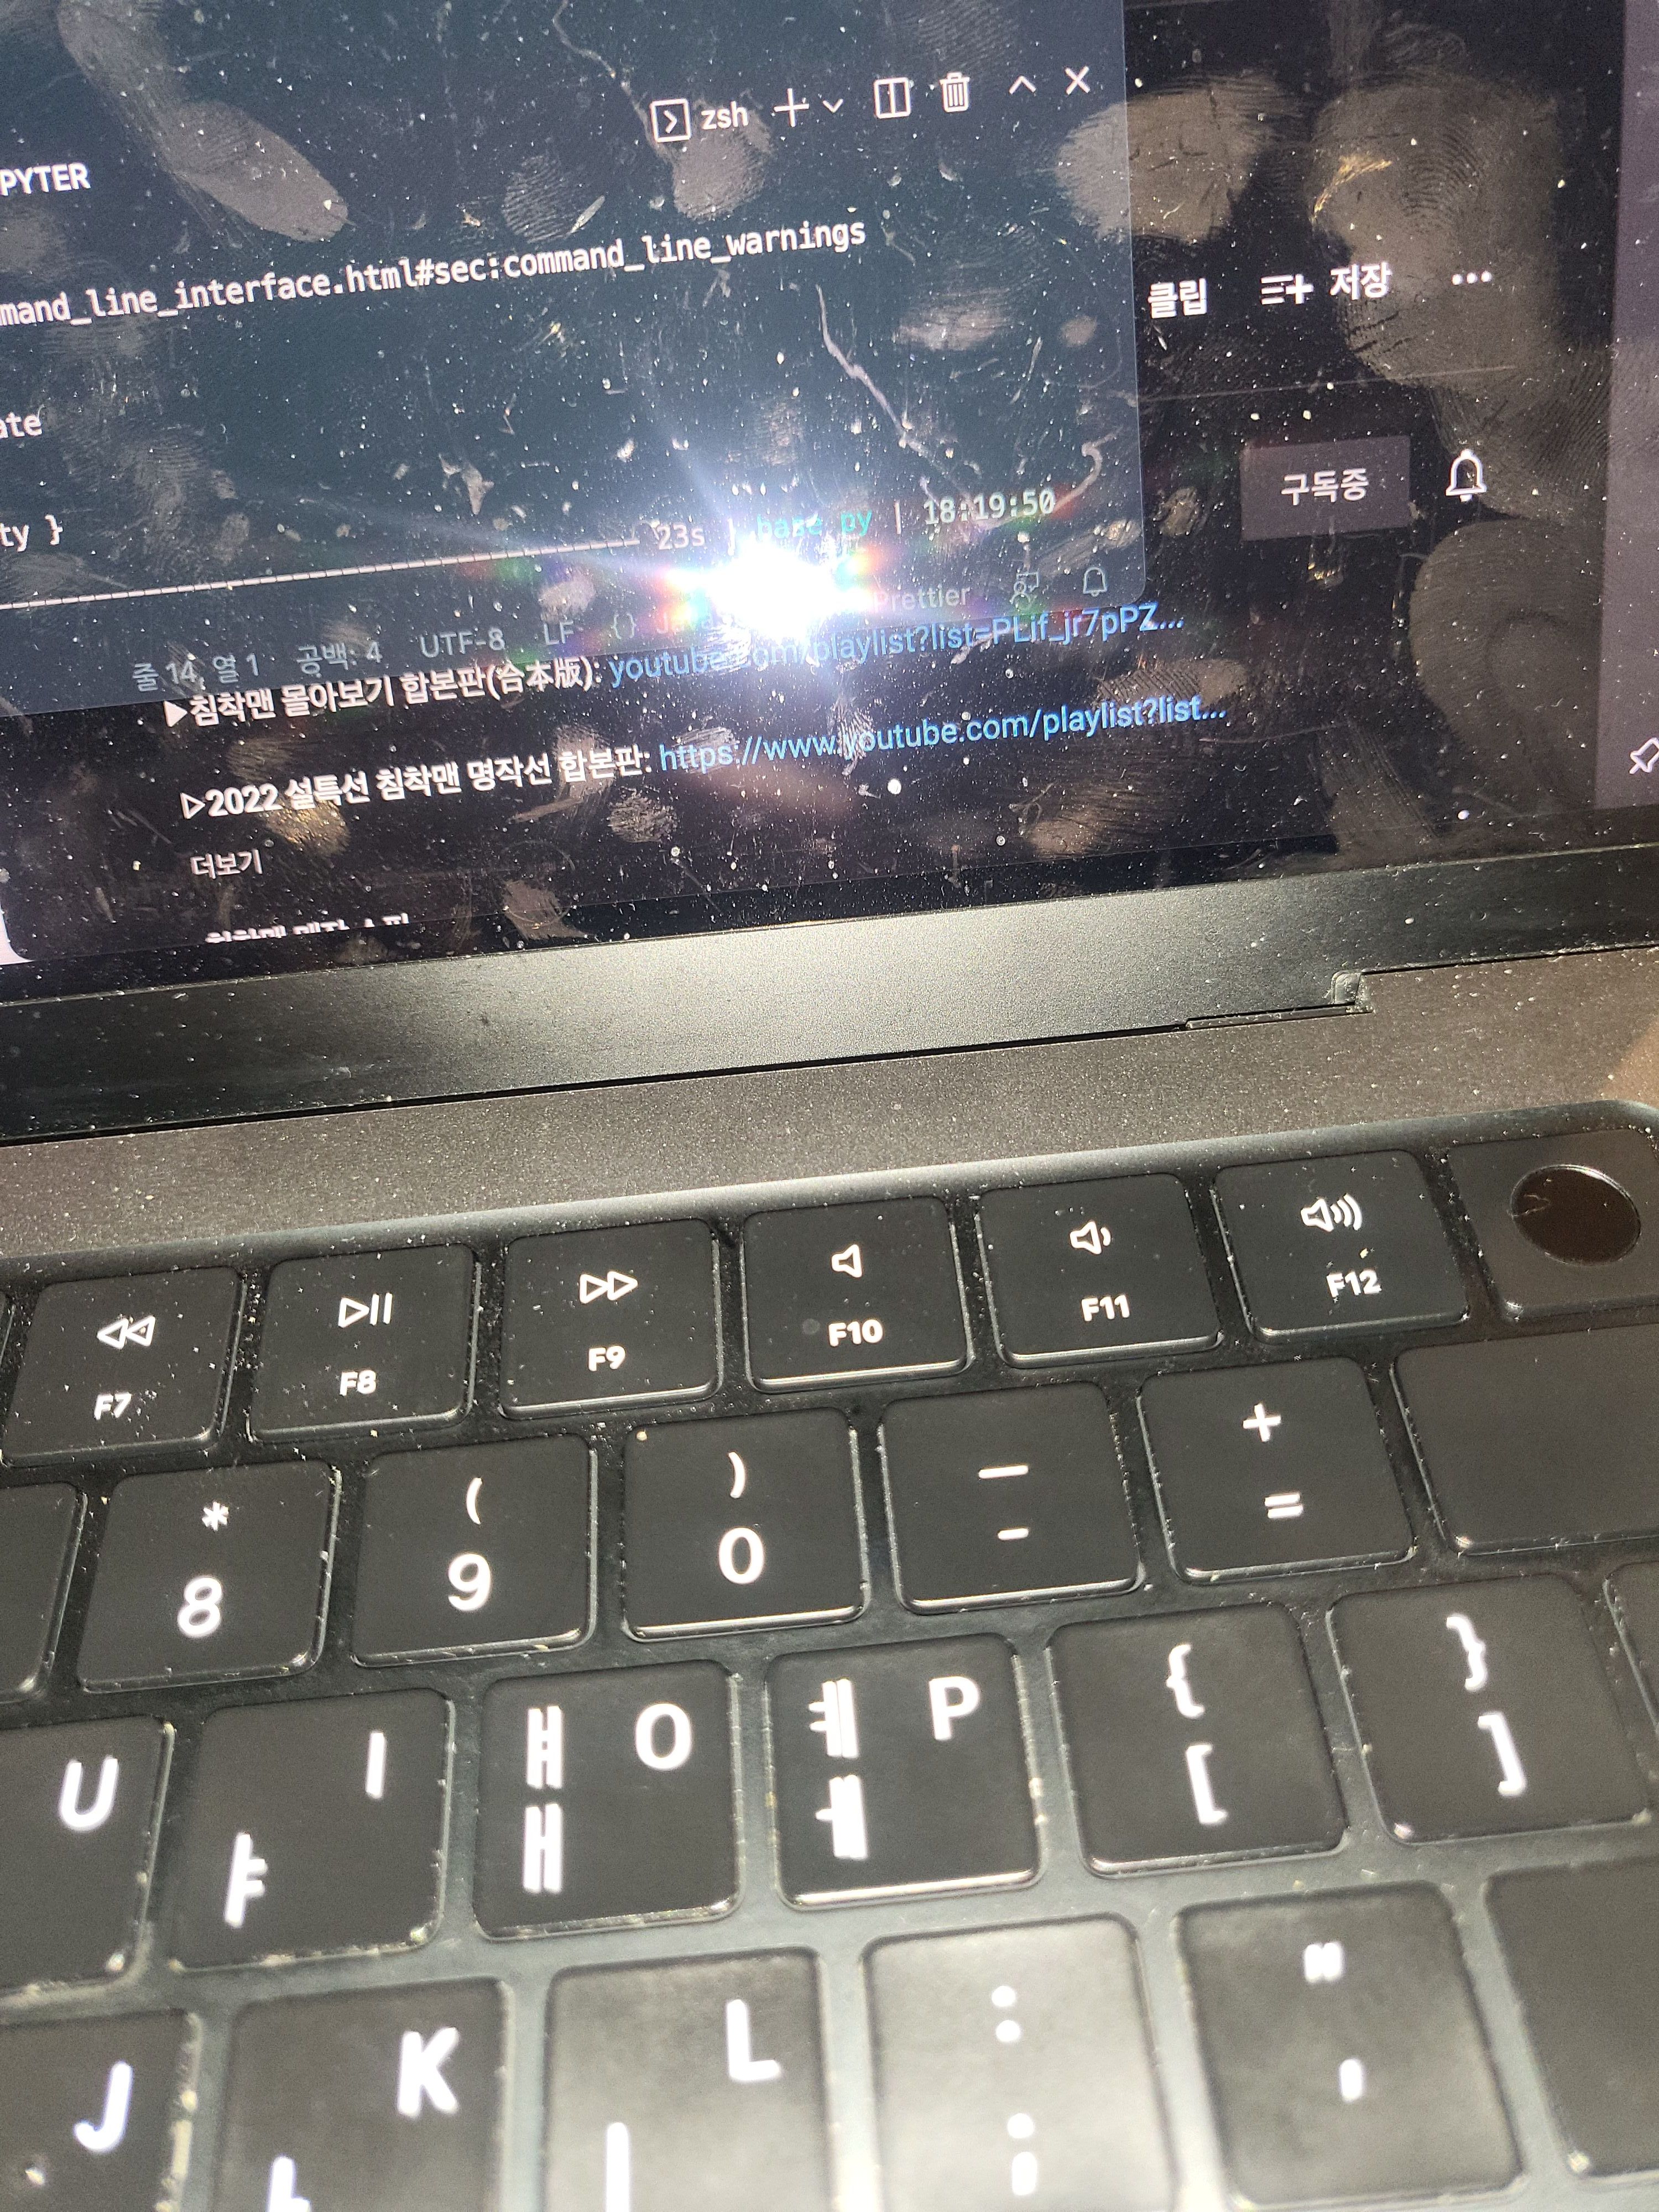 zsh
PYTER
mand_line_interface.html#sec:command_line_warnings
클립 저장 ...
ate
구독중
ty }
23s base py | 18:19:50
줄 14, 열 1 공백: 4 UTF-8 LF {} Prettier
▶침착맨 몰아보기 합본판(合本版): youtube.com/playlist?list=PLif_jr7pPZ...
▷2022 설특선 침착맨 명작선 합본판: https://www.youtube.com/playlist?list...
더보기
F7 F8 F9 F10 F11 F12
* ( ) — +
8 9 0 - =
U I ㅒ O ㅖ P { }
ㅑ ㅐ ㅔ [ ]
J K L : "
ㅏ ㅣ ; '